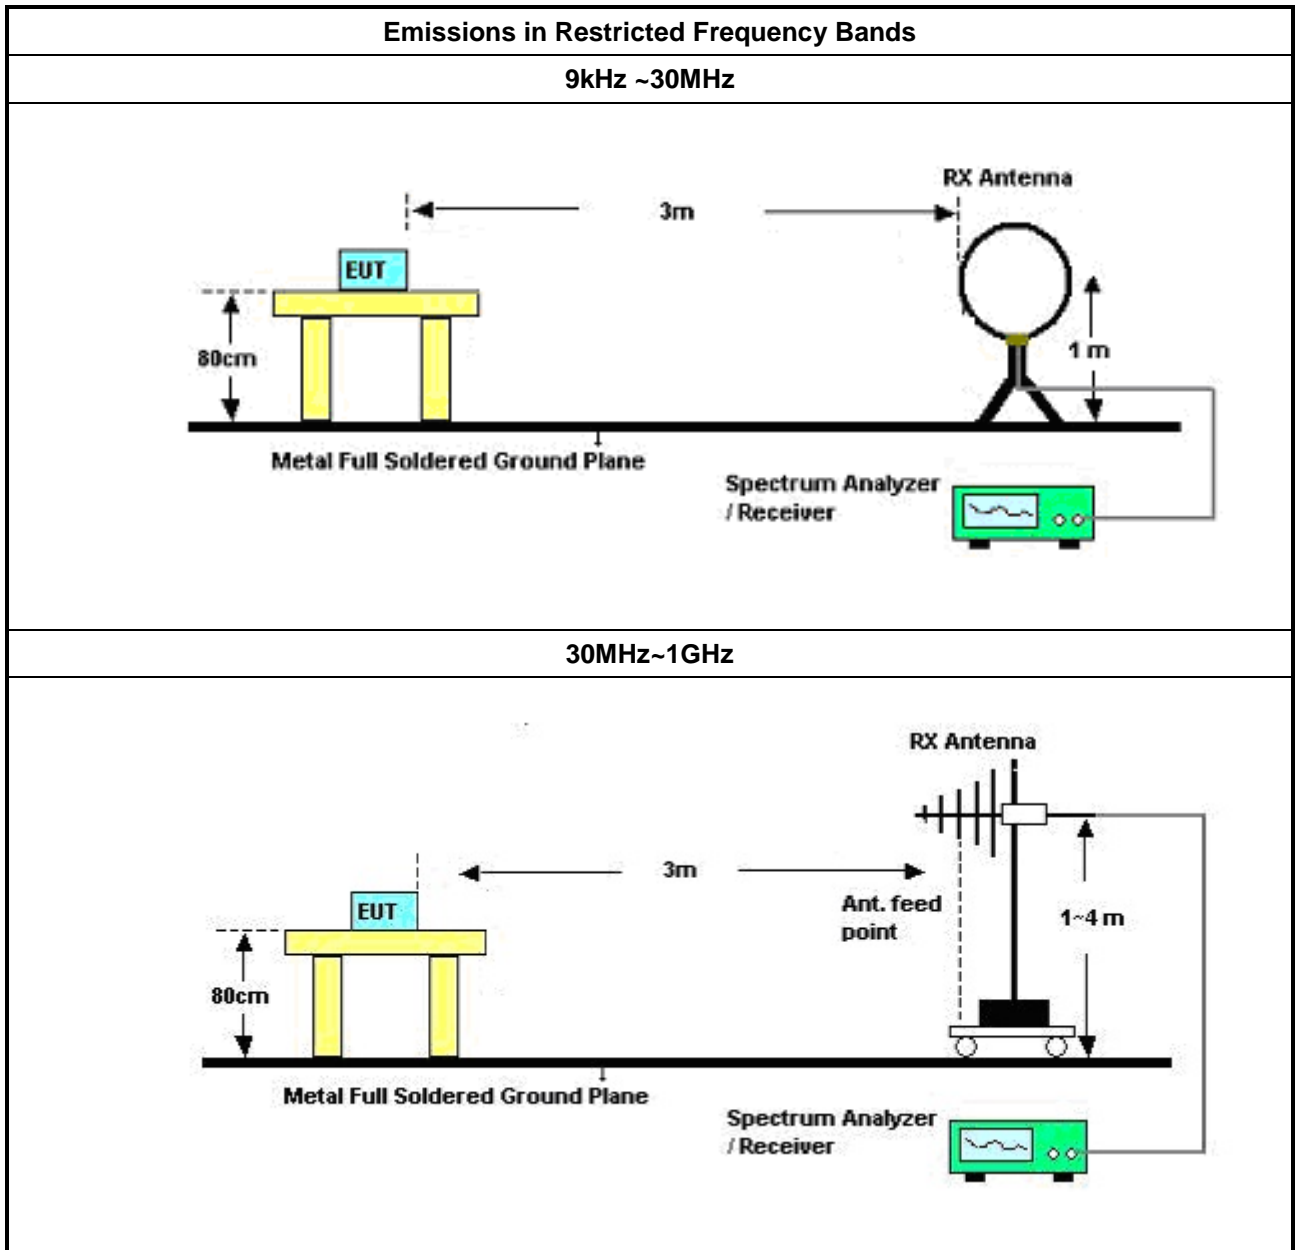 Emissions in Restricted Frequency Bands
9kHz ~30MHz
RX Antenna
3m
EUT
80cm
1 m
Metal Full Soldered Ground Plane
Spectrum Analyzer
/ Receiver
30MHz~1GHz
RX Antenna
3m
Ant. feed
point
EUT
1~4 m
80cm
Metal Full Soldered Ground Plane
Spectrum Analyzer
/ Receiver